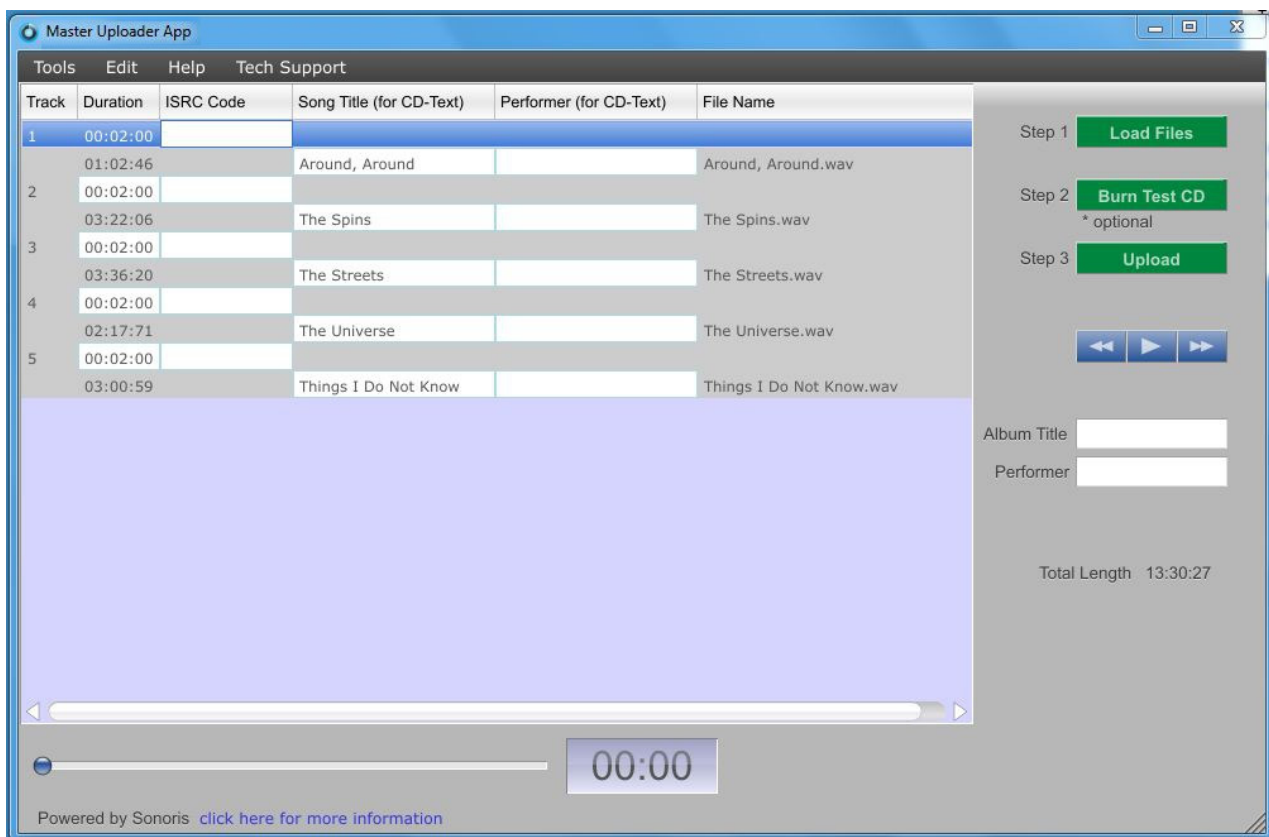 Master Uploader App
Tools Edit Help Tech Support
Track Duration ISRC Code Song Title (for CD-Text) Performer (for CD-Text) File Name
1 00:02:00
01:02:46 Around, Around Around, Around.wav
2 00:02:00
03:22:06 The Spins The Spins.wav
3 00:02:00
03:36:20 The Streets The Streets.wav
4 00:02:00
02:17:71 The Universe The Universe.wav
5 00:02:00
03:00:59 Things I Do Not Know Things I Do Not Know.wav
Step 1 Load Files
Step 2 Burn Test CD
* optional
Step 3 Upload
Album Title
Performer
Total Length 13:30:27
00:00
Powered by Sonoris click here for more information